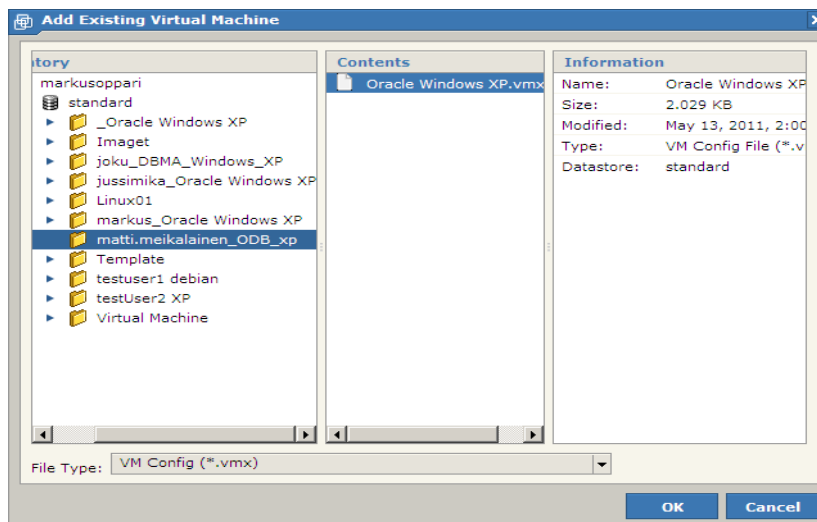 Add Existing Virtual Machine
itory
markusoppari
standard
_Oracle Windows XP
Imaget
joku_DBMA_Windows_XP
jussimika_Oracle Windows XP
Linux01
markus_Oracle Windows XP
matti.meikalainen_ODB_xp
Template
testuser1 debian
testUser2 XP
Virtual Machine
Contents
Oracle Windows XP.vmx
Information
Name: Oracle Windows XP
Size: 2.029 KB
Modified: May 13, 2011, 2:00
Type: VM Config File (*.v
Datastore: standard
File Type: VM Config (*.vmx)
OK Cancel